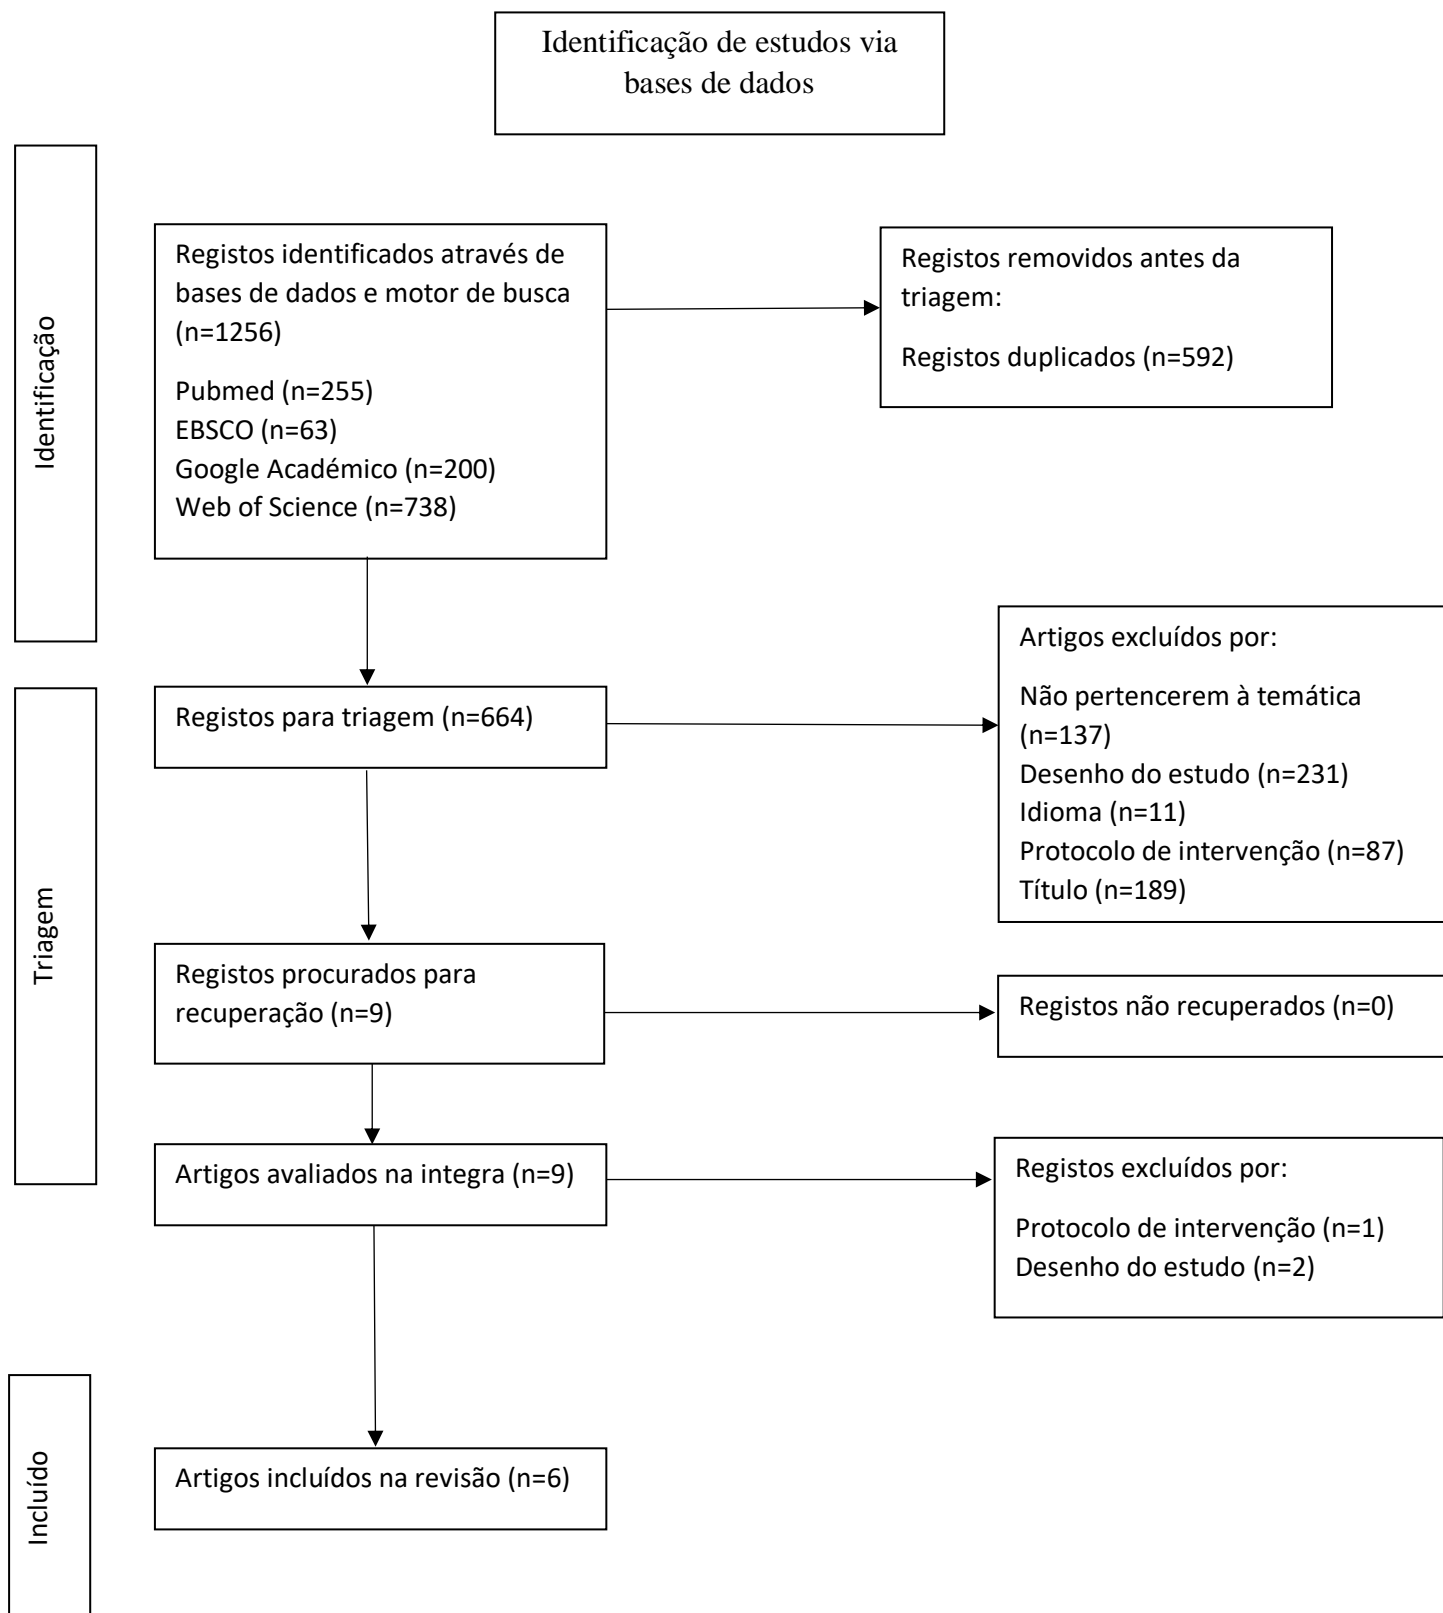 Identificação de estudos via
bases de dados
Identificação
Registos identificados através de
bases de dados e motor de busca
(n=1256)
Pubmed (n=255)
EBSCO (n=63)
Google Académico (n=200)
Web of Science (n=738)
Registos removidos antes da
triagem:
Registos duplicados (n=592)
Triagem
Registos para triagem (n=664)
Artigos excluídos por:
Não pertencerem à temática
(n=137)
Desenho do estudo (n=231)
Idioma (n=11)
Protocolo de intervenção (n=87)
Título (n=189)
Registos procurados para
recuperação (n=9)
Registos não recuperados (n=0)
Artigos avaliados na integra (n=9)
Registos excluídos por:
Protocolo de intervenção (n=1)
Desenho do estudo (n=2)
Incluído
Artigos incluídos na revisão (n=6)